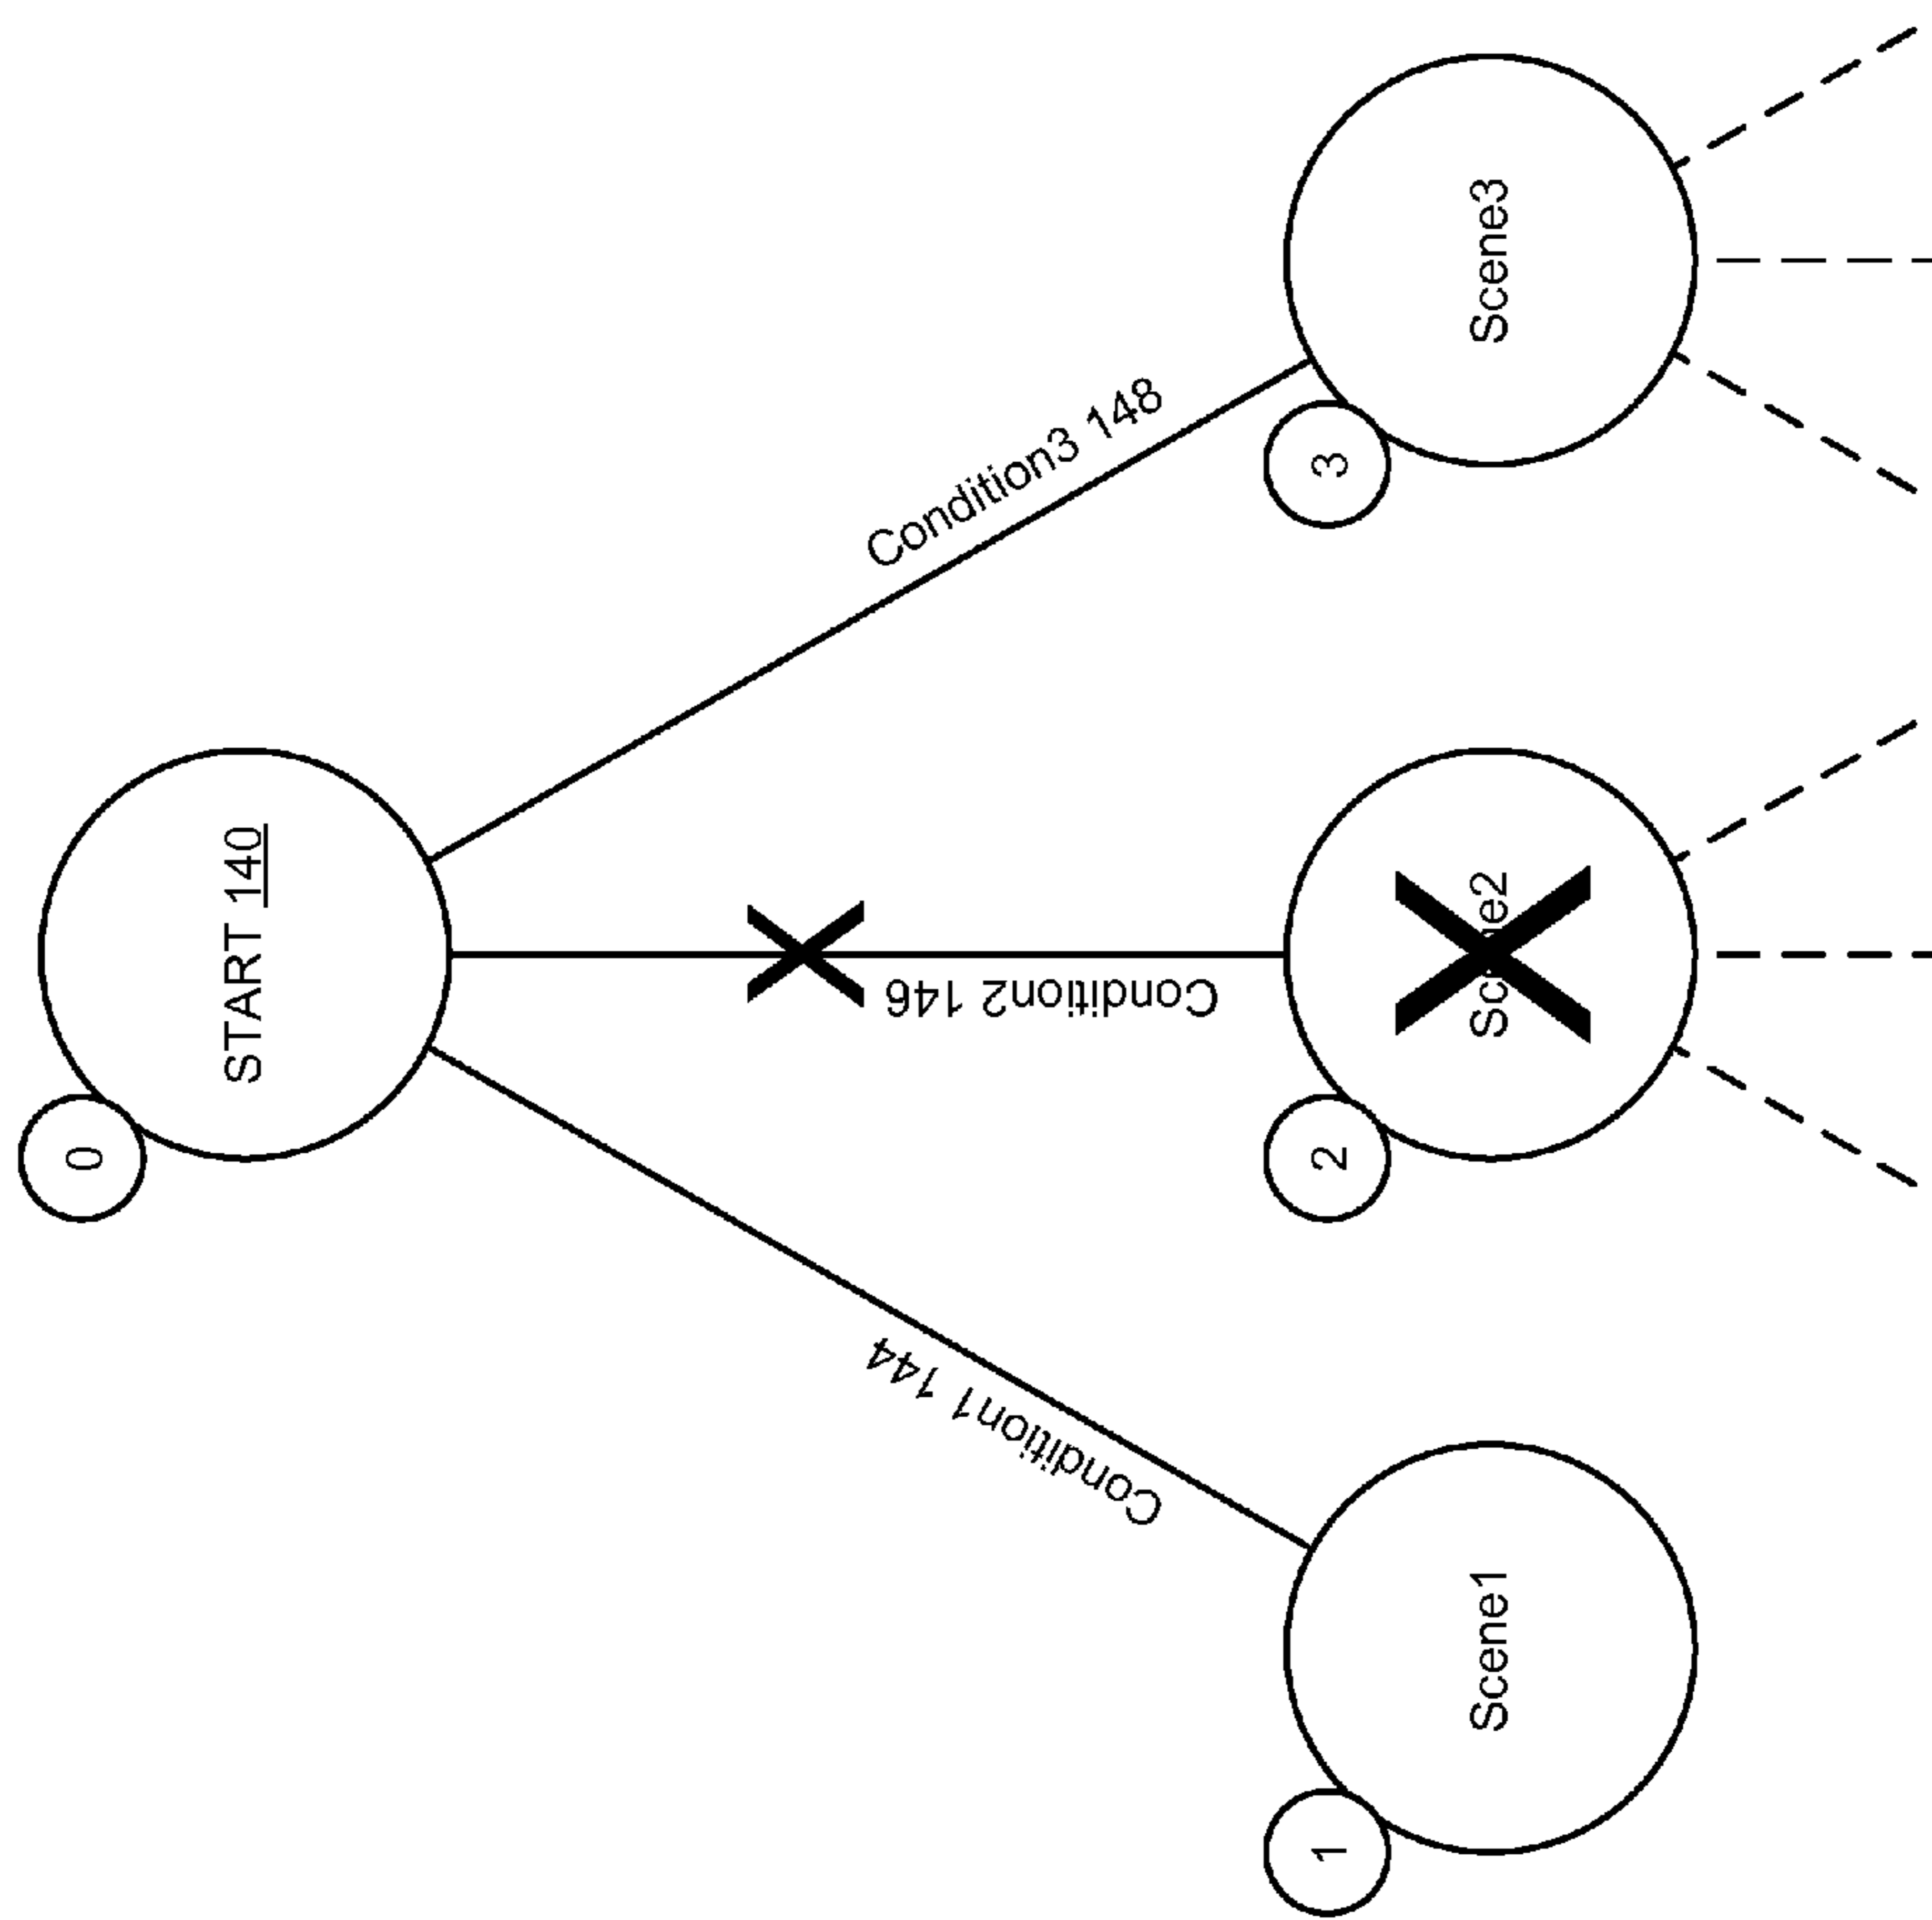 0
START 140
Condition1 144
Condition2 146
Condition3 148
1
Scene1
2
Scene2
3
Scene3